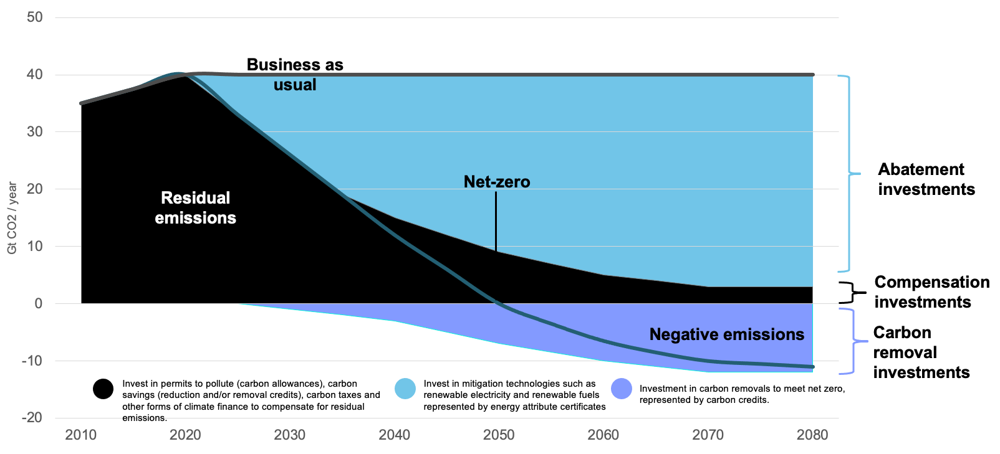 50
40
30
20
10
0
-10
-20
Gt CO2 / year
Business as
usual
Residual
emissions
Net-zero
Negative emissions
Abatement
investments
Compensation
investments
Carbon
removal
investments
Invest in permits to pollute (carbon allowances), carbon
savings (reduction and/or removal credits), carbon taxes and
other forms of climate finance to compensate for residual
emissions.
Invest in mitigation technologies such as
renewable electricity and renewable fuels
represented by energy attribute certificates
Investment in carbon removals to meet net zero,
represented by carbon credits.
2010 2020 2030 2040 2050 2060 2070 2080